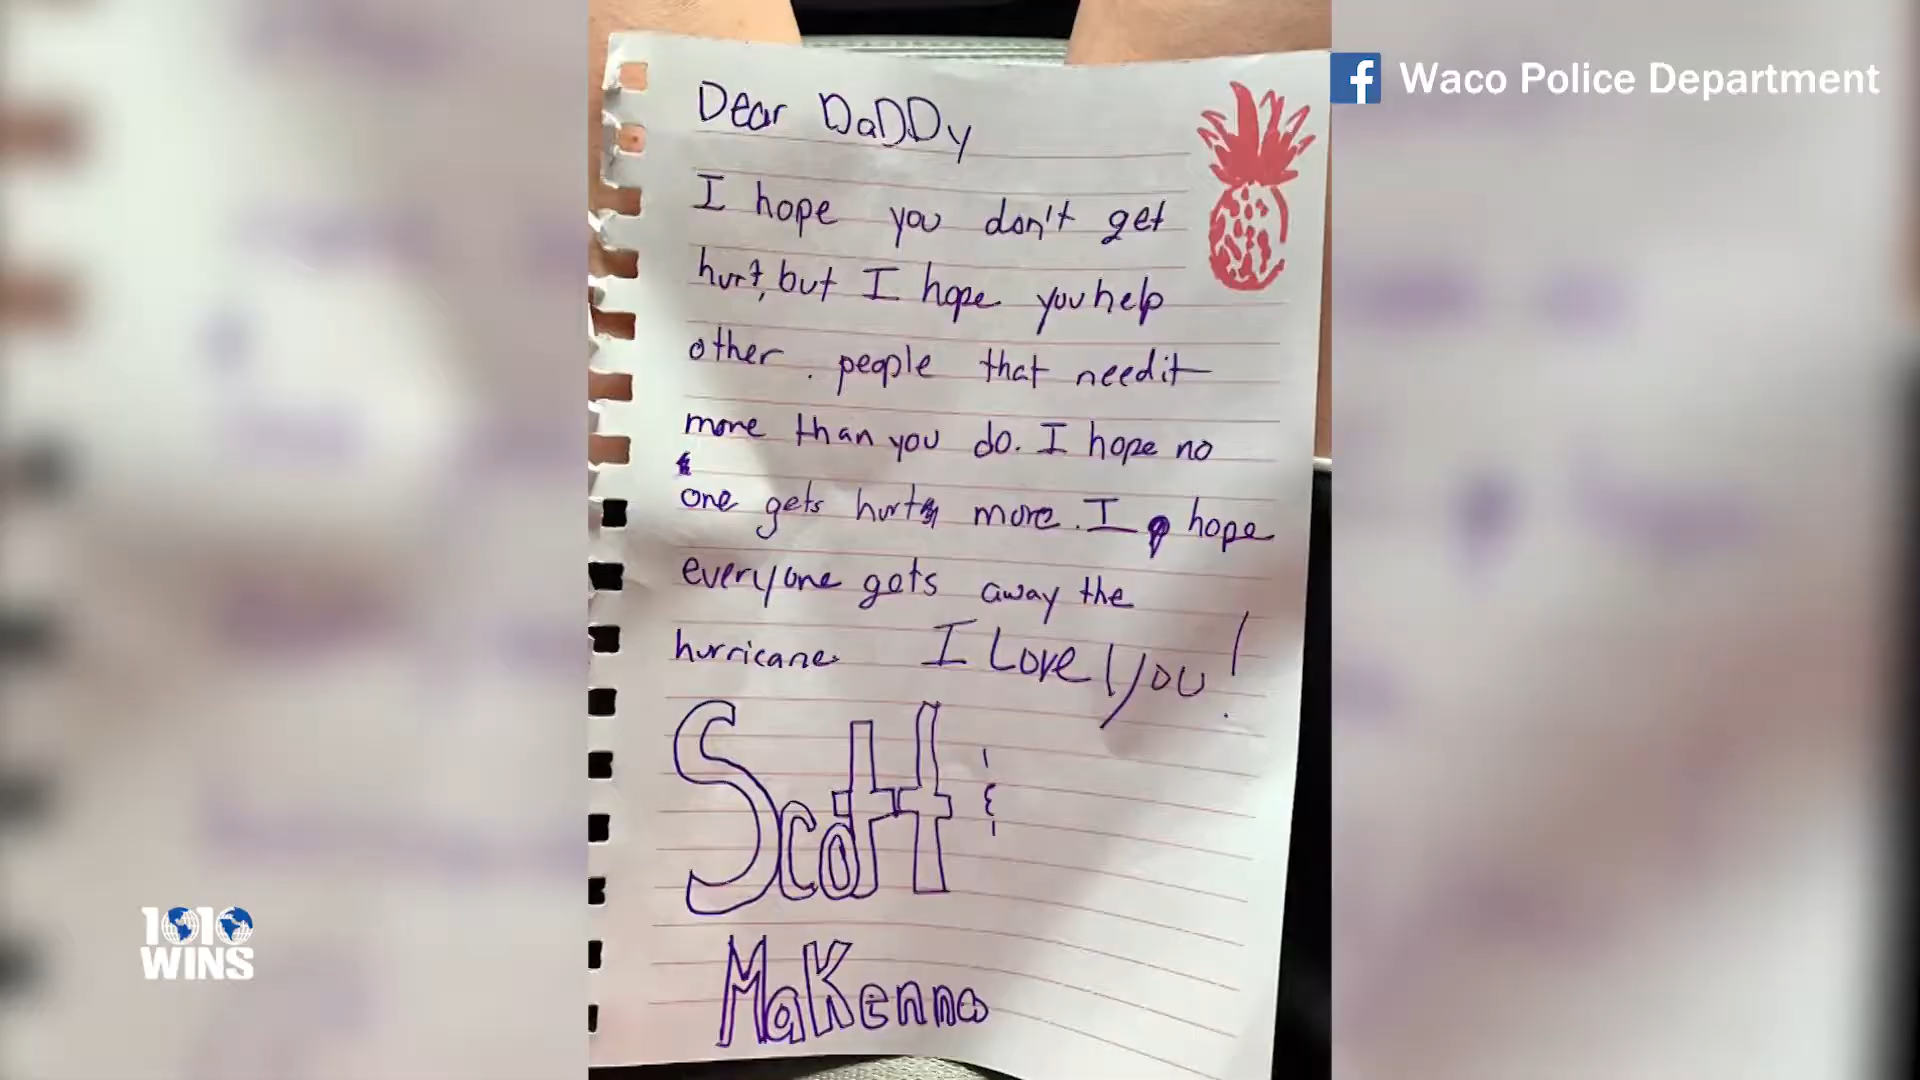 Waco Police Department
Dear DaDDy
I hope you don't get
hurt, but I hope you help
other people that need it
more than you do. I hope no
one gets hurt more. I hope
everyone gets away the
hurricane. I Love You!
Scott &
MaKenna
1010
WINS